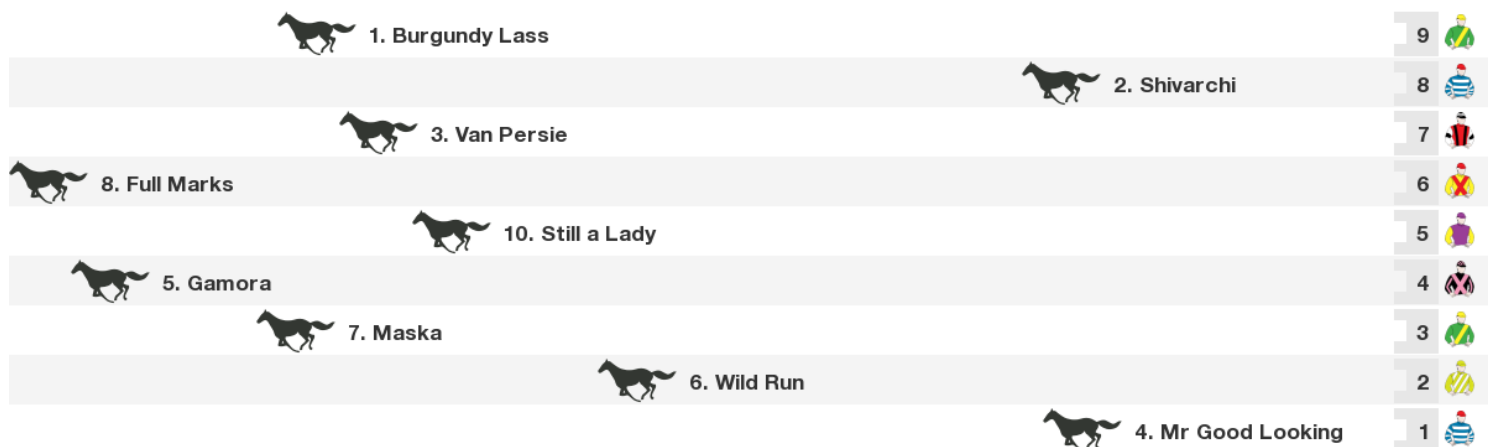 1. Burgundy Lass 9
2. Shivarchi 8
3. Van Persie 7
8. Full Marks 6
10. Still a Lady 5
5. Gamora 4
7. Maska 3
6. Wild Run 2
4. Mr Good Looking 1